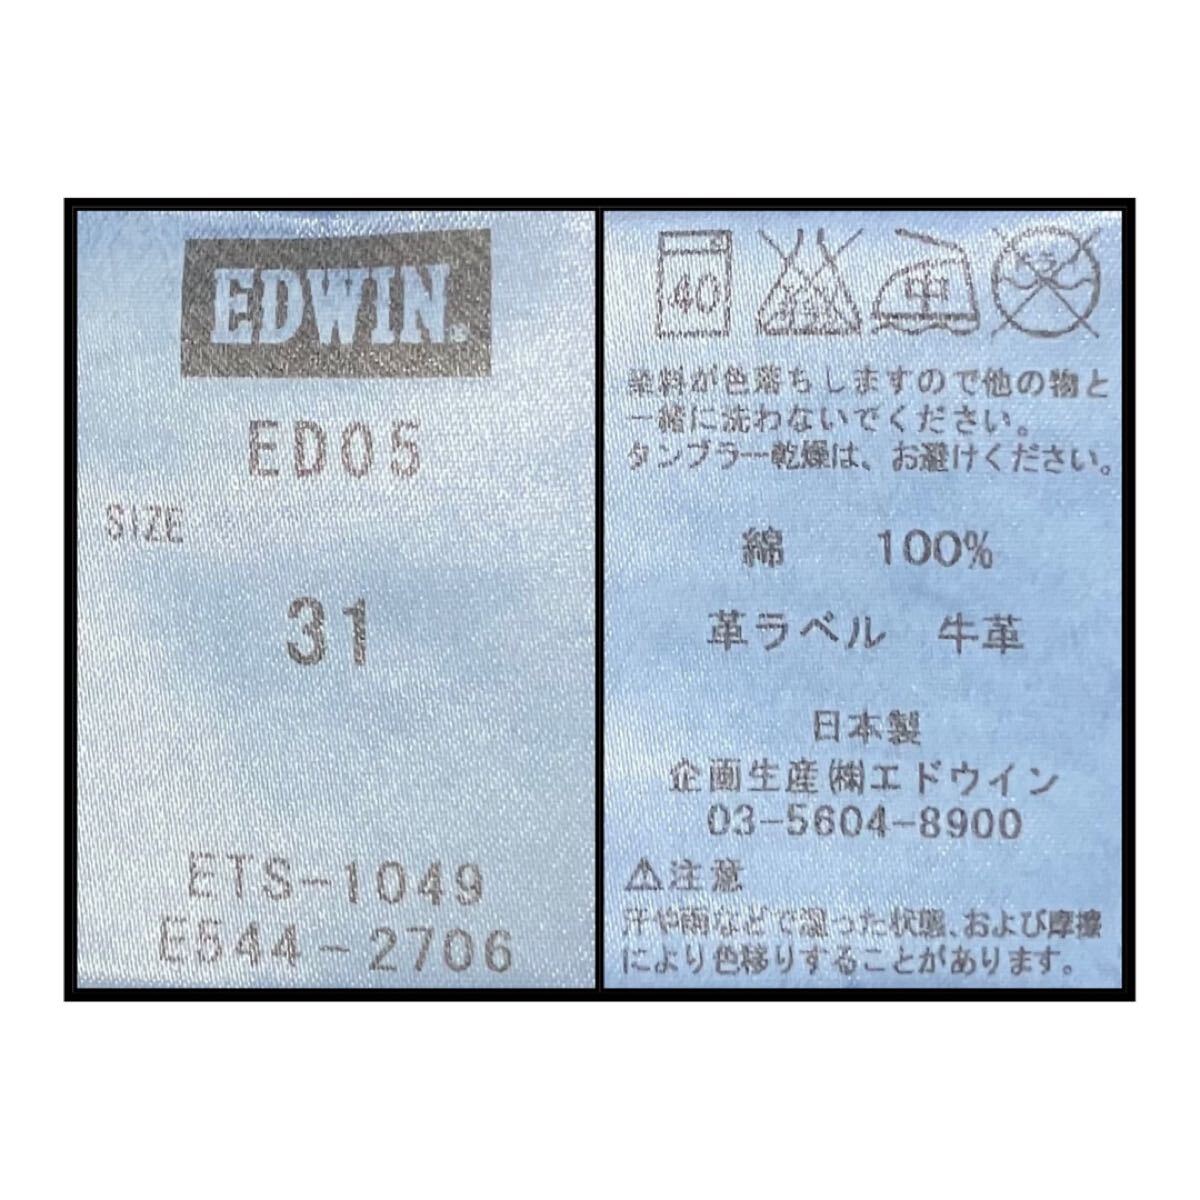 EDWIN®
ED05
SIZE
31
ETS-1049
E544-2706
40
中
染料が色落ちしますので他の物と
一緒に洗わないでください。
タンブラー乾燥は、お避けください。
綿 100%
革ラベル 牛革
日本製
企画生産㈱エドウイン
03-5604-8900
⚠注意
汗や雨などで湿った状態、および摩擦
により色移りすることがあります。